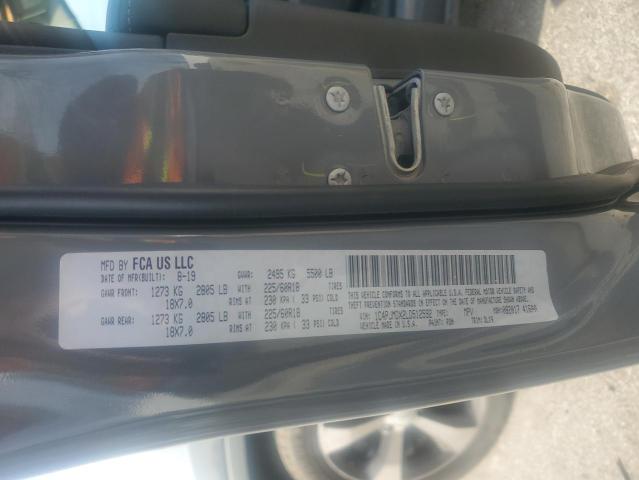 MFD BY FCA US LLC
DATE OF MFR(BUILT): 8-19 GVWR: 2495 KG 5500 LB
GAWR FRONT: 1273 KG 2805 LB WITH 225/60R18 TIRES
18X7.0 RIMS AT 230 KPA ( 33 PSI COLD
GAWR REAR: 1273 KG 2805 LB WITH 225/60R18 TIRES
18X7.0 RIMS AT 230 KPA ( 33 PSI COLD
THIS VEHICLE CONFORMS TO ALL APPLICABLE
U.S.A. FEDERAL MOTOR VEHICLE SAFETY AND
THEFT PREVENTION STANDARDS IN EFFECT ON THE DATE
OF MANUFACTURE SHOWN ABOVE.
VIN: TYPE: MPV
MADE IN U.S.A. PAINT: TRIM: